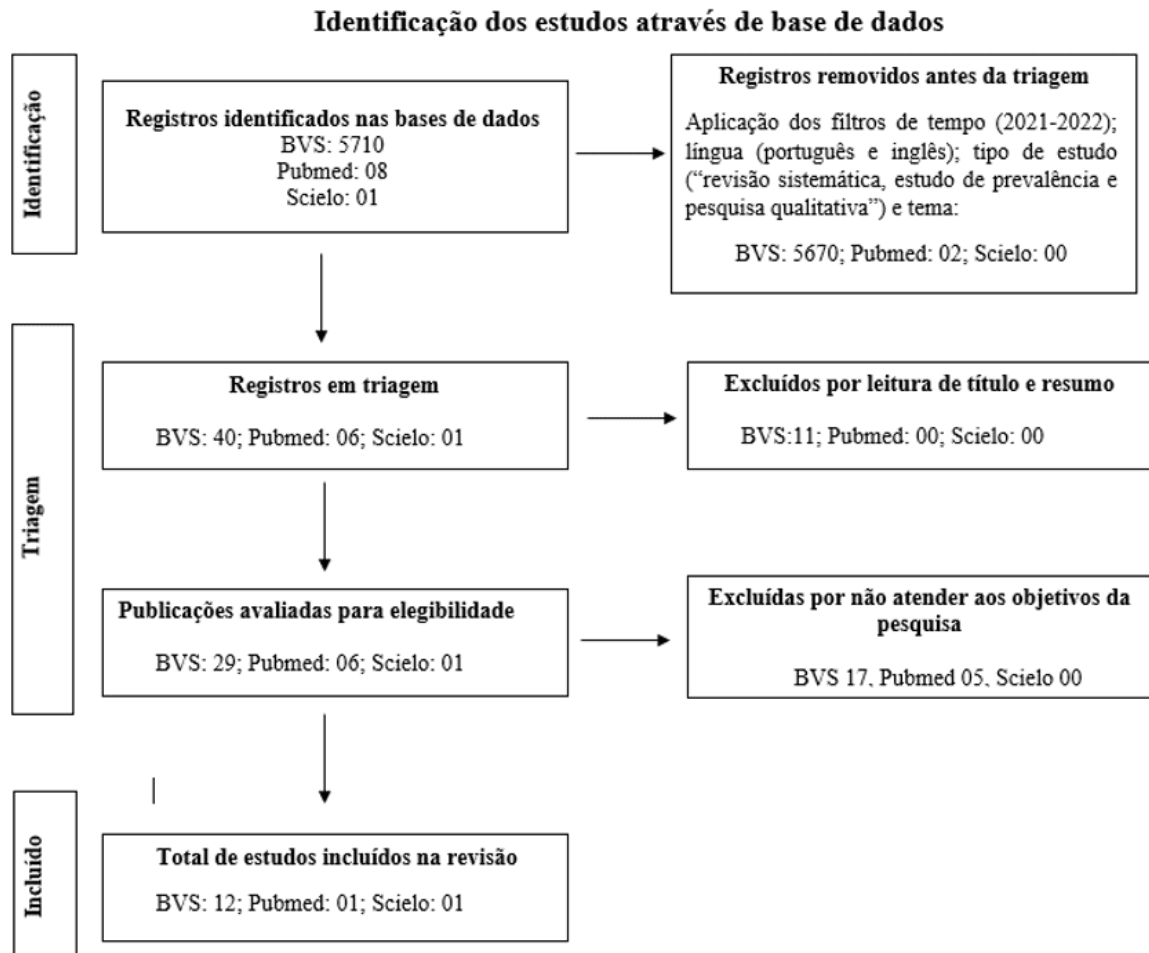 Identificação dos estudos através de base de dados
Identificação
Registros identificados nas bases de dados
BVS: 5710
Pubmed: 08
Scielo: 01
Registros removidos antes da triagem
Aplicação dos filtros de tempo (2021-2022);
língua (português e inglês); tipo de estudo
(“revisão sistemática, estudo de prevalência e
pesquisa qualitativa”) e tema:
BVS: 5670; Pubmed: 02; Scielo: 00
Triagem
Registros em triagem
BVS: 40; Pubmed: 06; Scielo: 01
Excluídos por leitura de título e resumo
BVS:11; Pubmed: 00; Scielo: 00
Publicações avaliadas para elegibilidade
BVS: 29; Pubmed: 06; Scielo: 01
Excluídas por não atender aos objetivos da
pesquisa
BVS 17, Pubmed 05, Scielo 00
Incluído
Total de estudos incluídos na revisão
BVS: 12; Pubmed: 01; Scielo: 01